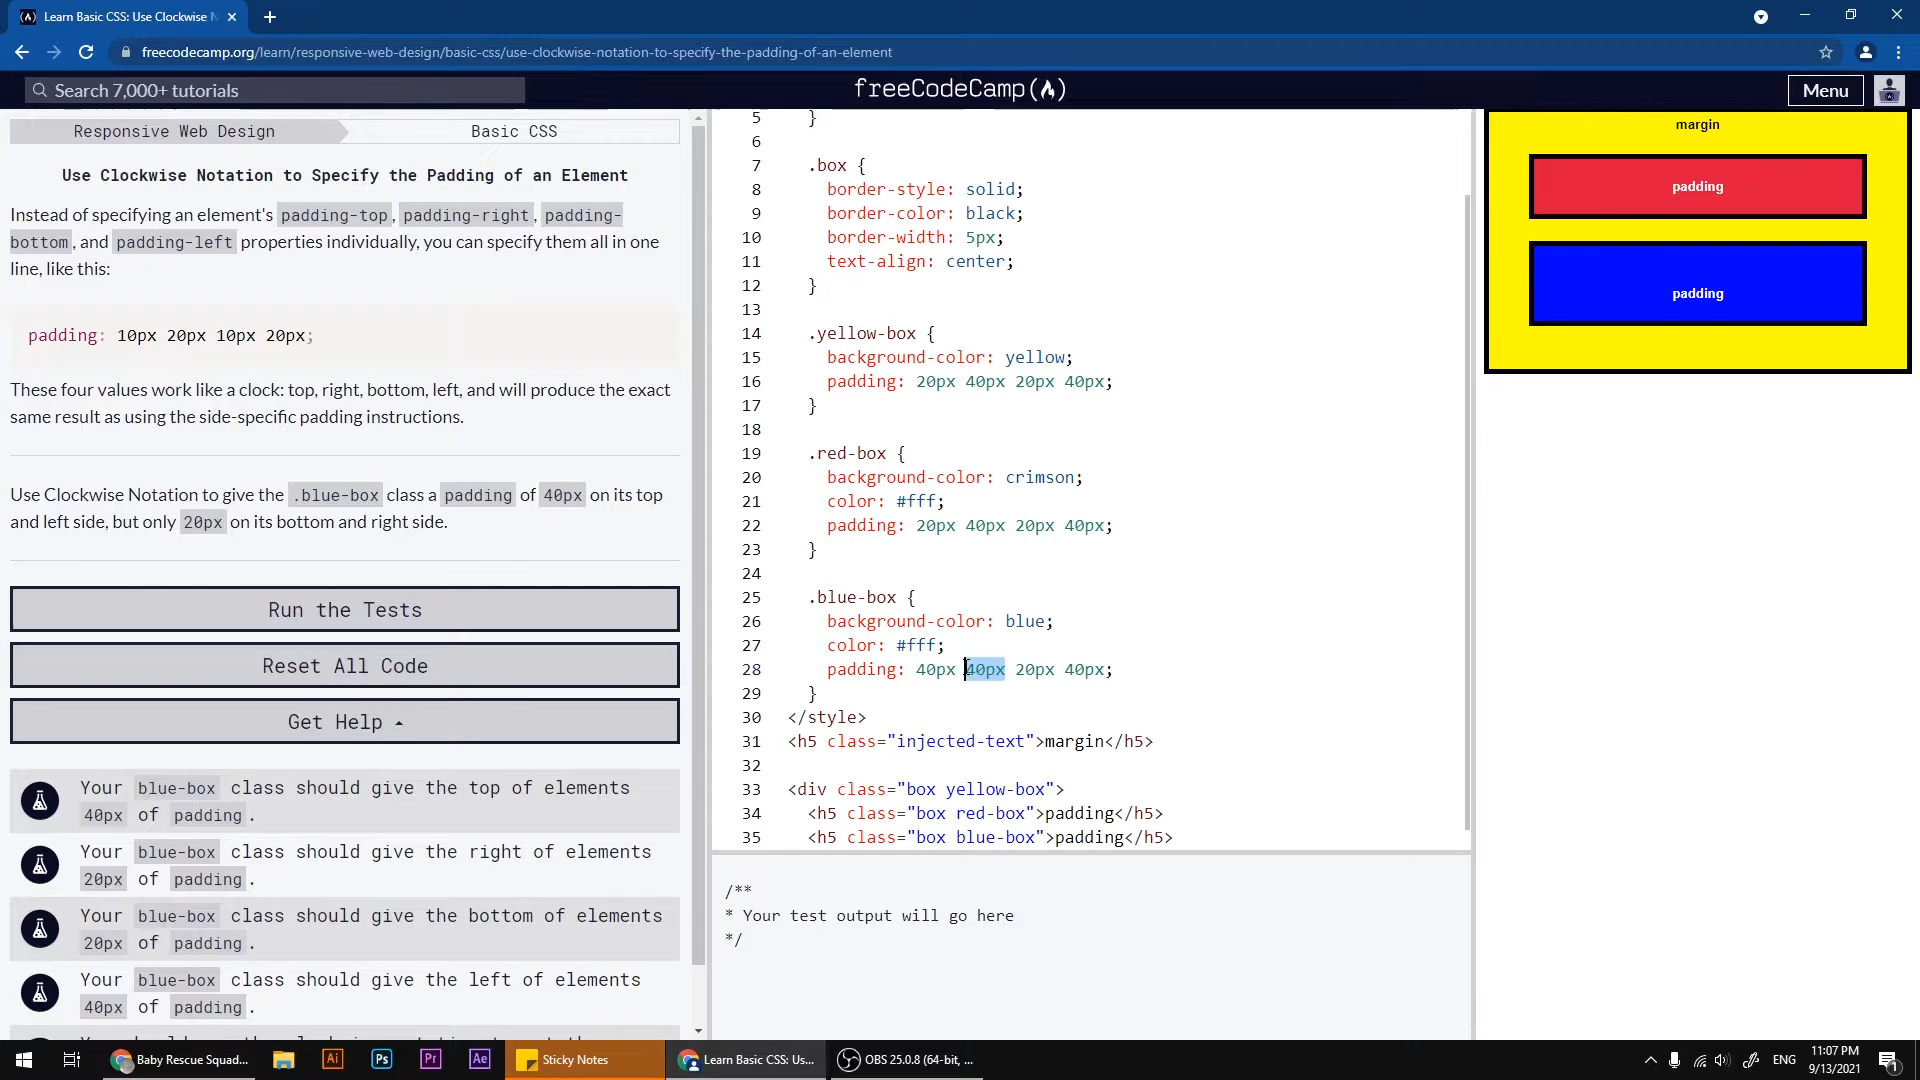 Learn Basic CSS: Use Clockwise N
freecodecamp.org/learn/responsive-web-design/basic-css/use-clockwise-notation-to-specify-the-padding-of-an-element
Search 7,000+ tutorials
freeCodeCamp
Menu
Responsive Web Design
Basic CSS
Use Clockwise Notation to Specify the Padding of an Element
Instead of specifying an element's padding-top, padding-right, padding-
bottom, and padding-left properties individually, you can specify them all in one
line, like this:
padding: 10px 20px 10px 20px;
These four values work like a clock: top, right, bottom, left, and will produce the exact
same result as using the side-specific padding instructions.
Use Clockwise Notation to give the .blue-box class a padding of 40px on its top
and left side, but only 20px on its bottom and right side.
Run the Tests
Reset All Code
Get Help
Your blue-box class should give the top of elements
40px of padding.
Your blue-box class should give the right of elements
20px of padding.
Your blue-box class should give the bottom of elements
20px of padding.
Your blue-box class should give the left of elements
40px of padding.
5 }
6
7 .box {
8 border-style: solid;
9 border-color: black;
10 border-width: 5px;
11 text-align: center;
12 }
13
14 .yellow-box {
15 background-color: yellow;
16 padding: 20px 40px 20px 40px;
17 }
18
19 .red-box {
20 background-color: crimson;
21 color: #fff;
22 padding: 20px 40px 20px 40px;
23 }
24
25 .blue-box {
26 background-color: blue;
27 color: #fff;
28 padding: 40px 40px 20px 40px;
29 }
30 </style>
31 <h5 class="injected-text">margin</h5>
32
33 <div class="box yellow-box">
34 <h5 class="box red-box">padding</h5>
35 <h5 class="box blue-box">padding</h5>
/**
* Your test output will go here
*/
margin
padding
padding
Baby Rescue Squad...
Ai
Ps
Pr
Ae
Sticky Notes
Learn Basic CSS: Us...
OBS 25.0.8 (64-bit, ...
ENG
11:07 PM
9/13/2021
1